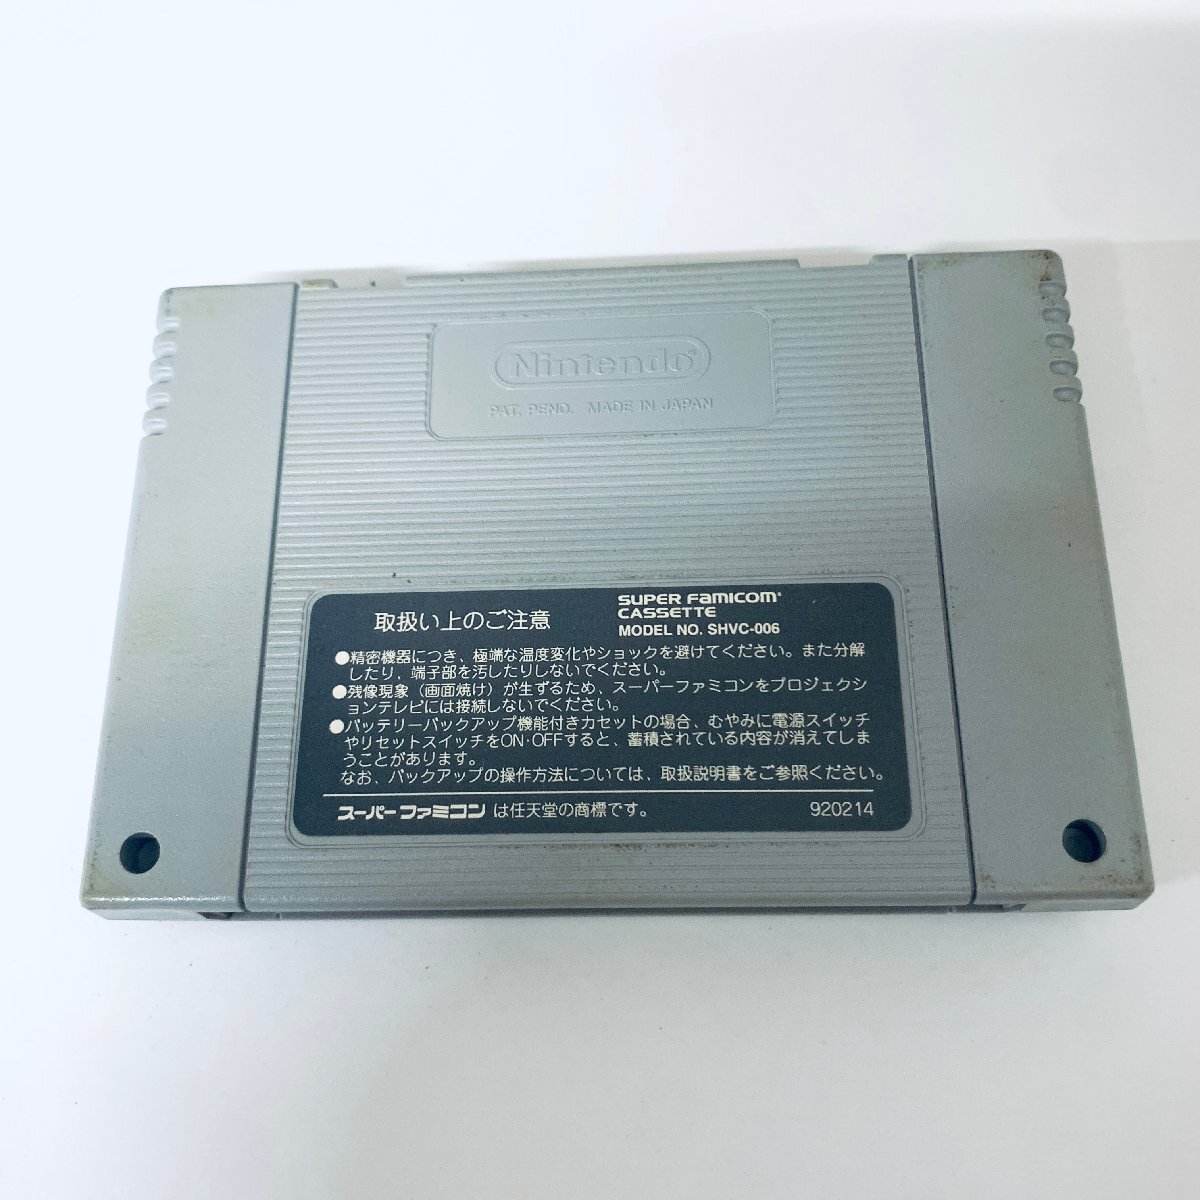 Nintendo®
PAT. PEND. MADE IN JAPAN
取扱い上のご注意
SUPER FAMICOM®
CASSETTE
MODEL NO. SHVC-006
●精密機器につき、極端な温度変化やショックを避けてください。また分解
したり、端子部を汚したりしないでください。
●残像現象（画面焼け）が生ずるため、スーパーファミコンをプロジェクシ
ョンテレビには接続しないでください。
●バッテリーバックアップ機能付きカセットの場合、むやみに電源スイッチ
やリセットスイッチをON・OFFすると、蓄積されている内容が消えてしま
うことがあります。
なお、バックアップの操作方法については、取扱説明書をご参照ください。
スーパーファミコン は任天堂の商標です。
920214